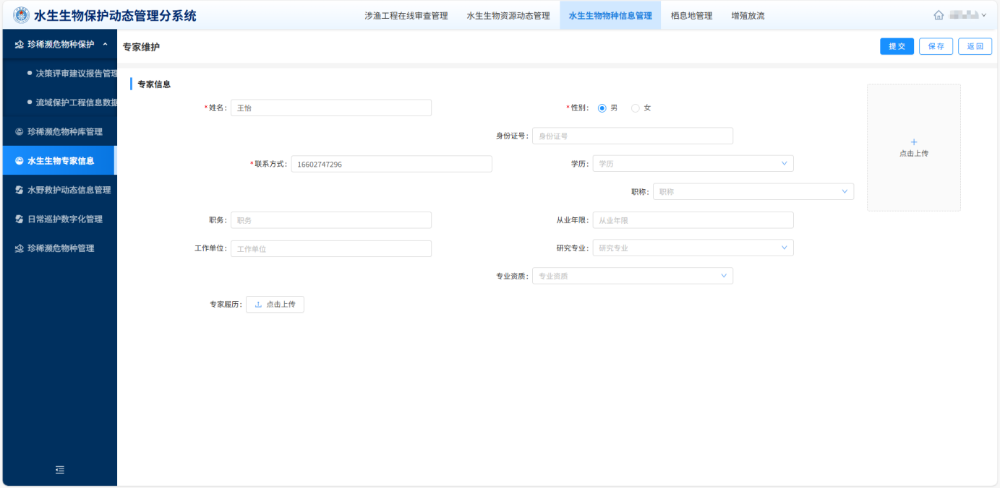 水生生物保护动态管理分系统
涉渔工程在线审查管理 水生生物资源动态管理 水生生物物种信息管理 栖息地管理 增殖放流
珍稀濒危物种保护
决策评审建议报告管理
流域保护工程信息数据
珍稀濒危物种库管理
水生生物专家信息
水野救护动态信息管理
日常巡护数字化管理
珍稀濒危物种管理
专家维护
提交 保存 返回
专家信息
*姓名: 王怡 *性别: 男 女
身份证号: 身份证号
点击上传
*联系方式: 16602747296 学历: 学历
职称: 职称
职务: 职务 从业年限: 从业年限
工作单位: 工作单位 研究专业: 研究专业
专业资质: 专业资质
专家履历: 点击上传